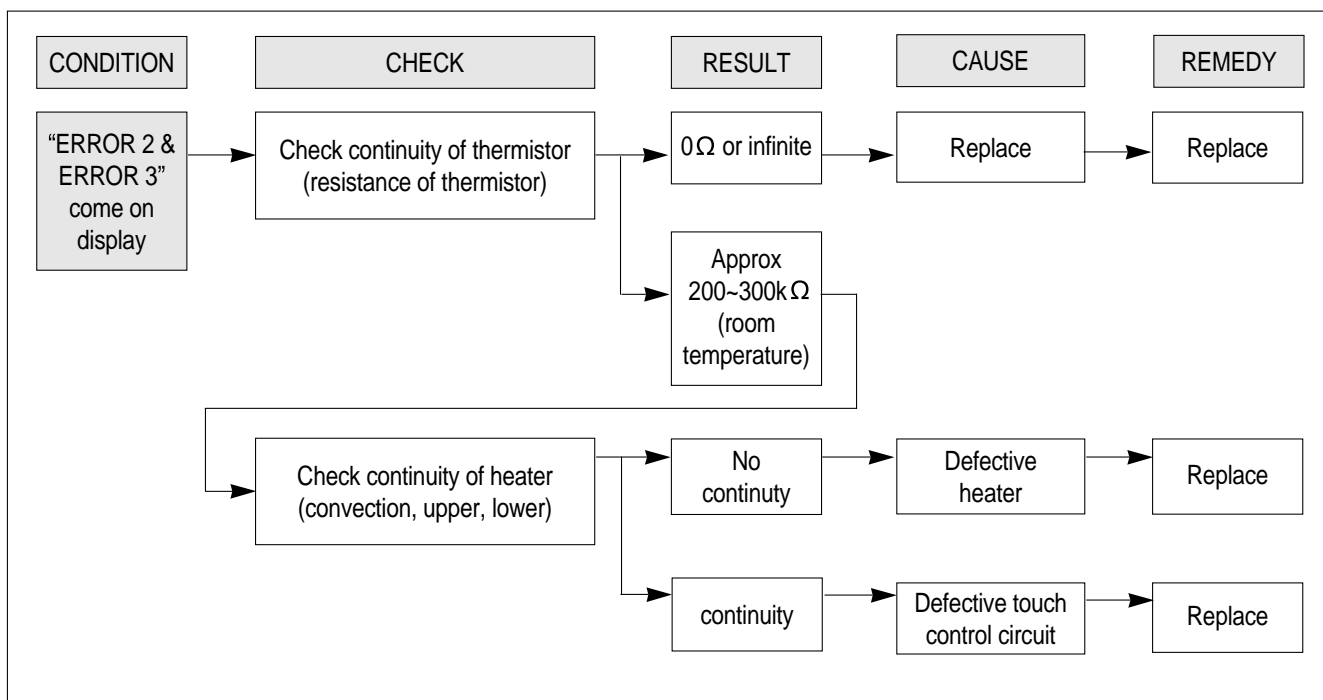 CONDITION
CHECK
RESULT
CAUSE
REMEDY
“ERROR 2 &
ERROR 3”
come on
display
Check continuity of thermistor
(resistance of thermistor)
0Ω or infinite
Replace
Replace
Approx
200~300kΩ
(room
temperature)
Check continuity of heater
(convection, upper, lower)
No
continuty
Defective
heater
Replace
continuity
Defective touch
control circuit
Replace